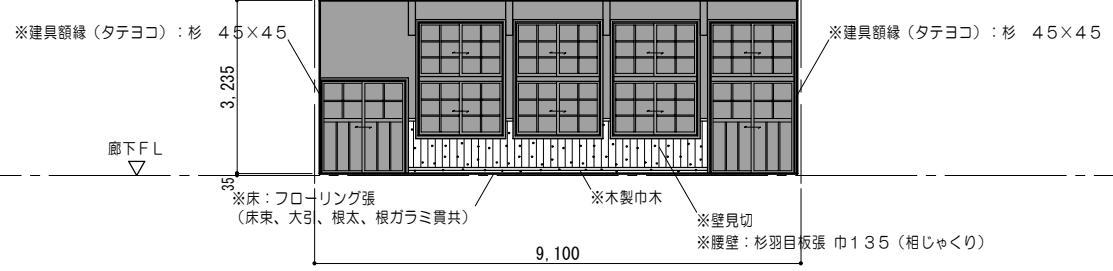 ※建具額縁（タテヨコ）：杉　４５×４５
※建具額縁（タテヨコ）：杉　４５×４５
3,235
廊下ＦＬ
35
※床：フローリング張
（床束、大引、根太、根ガラミ貫共）
※木製巾木
※壁見切
※腰壁：杉羽目板張 巾１３５（相じゃくり）
9,100